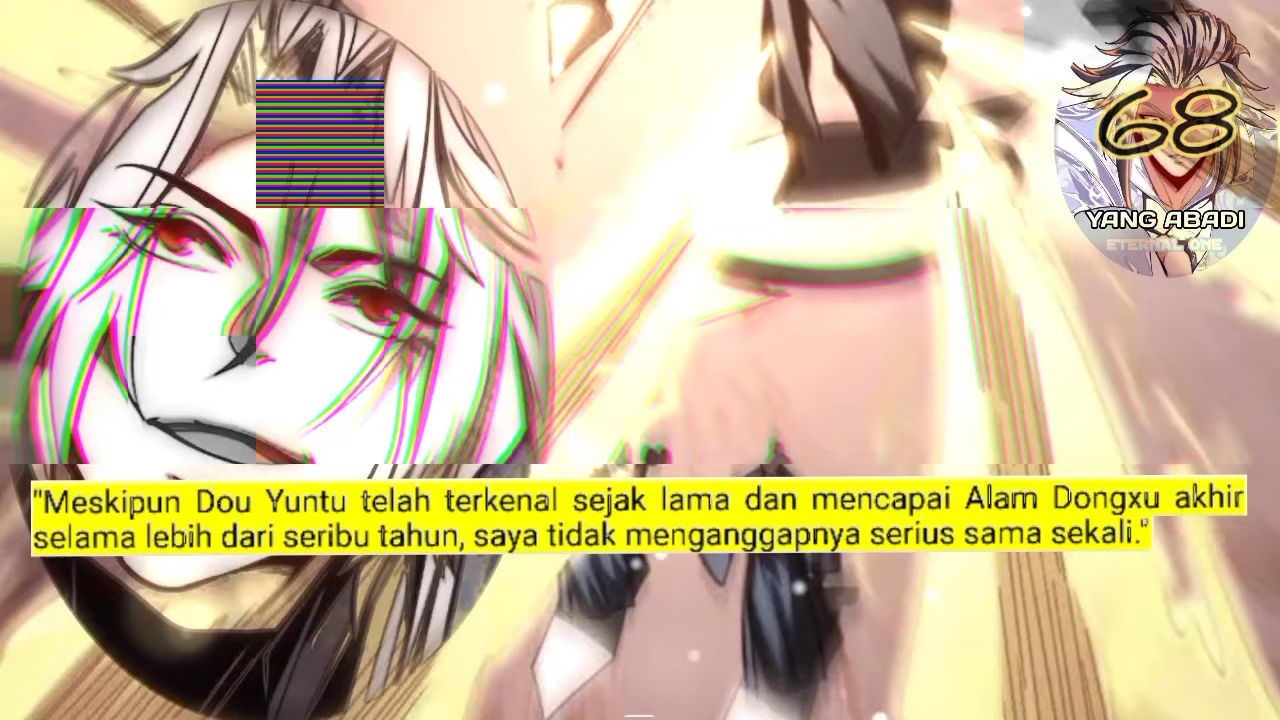 68
YANG ABADI
ETERNAL ONE
"Meskipun Dou Yuntu telah terkenal sejak lama dan mencapai Alam Dongxu akhir
selama lebih dari seribu tahun, saya tidak menganggapnya serius sama sekali."